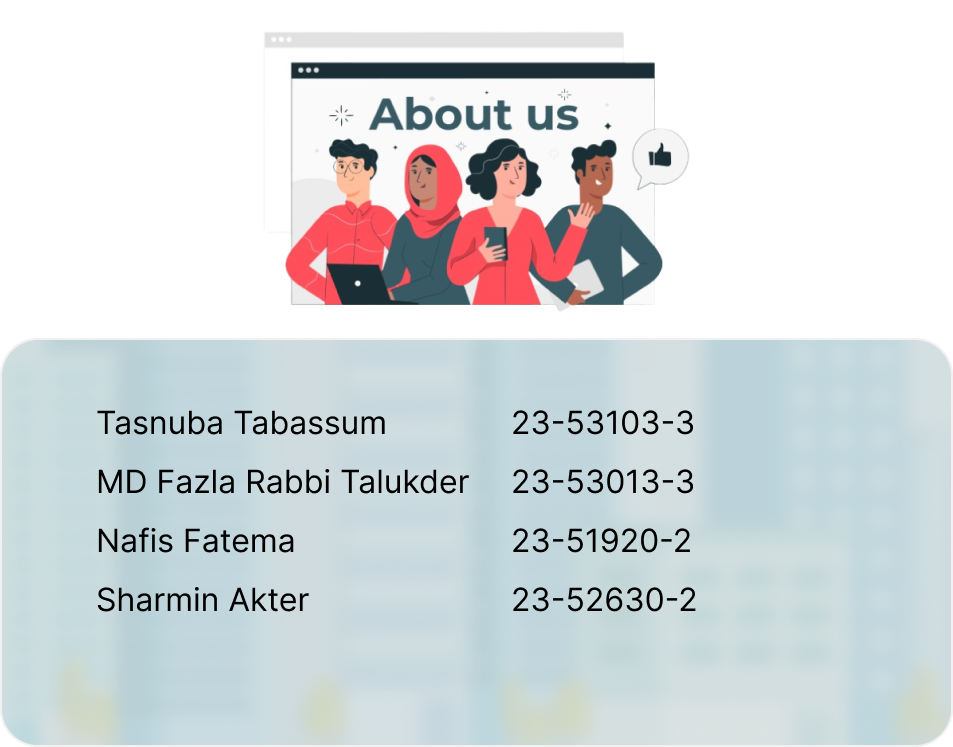 About us
Tasnuba Tabassum 23-53103-3
MD Fazla Rabbi Talukder 23-53013-3
Nafis Fatema 23-51920-2
Sharmin Akter 23-52630-2